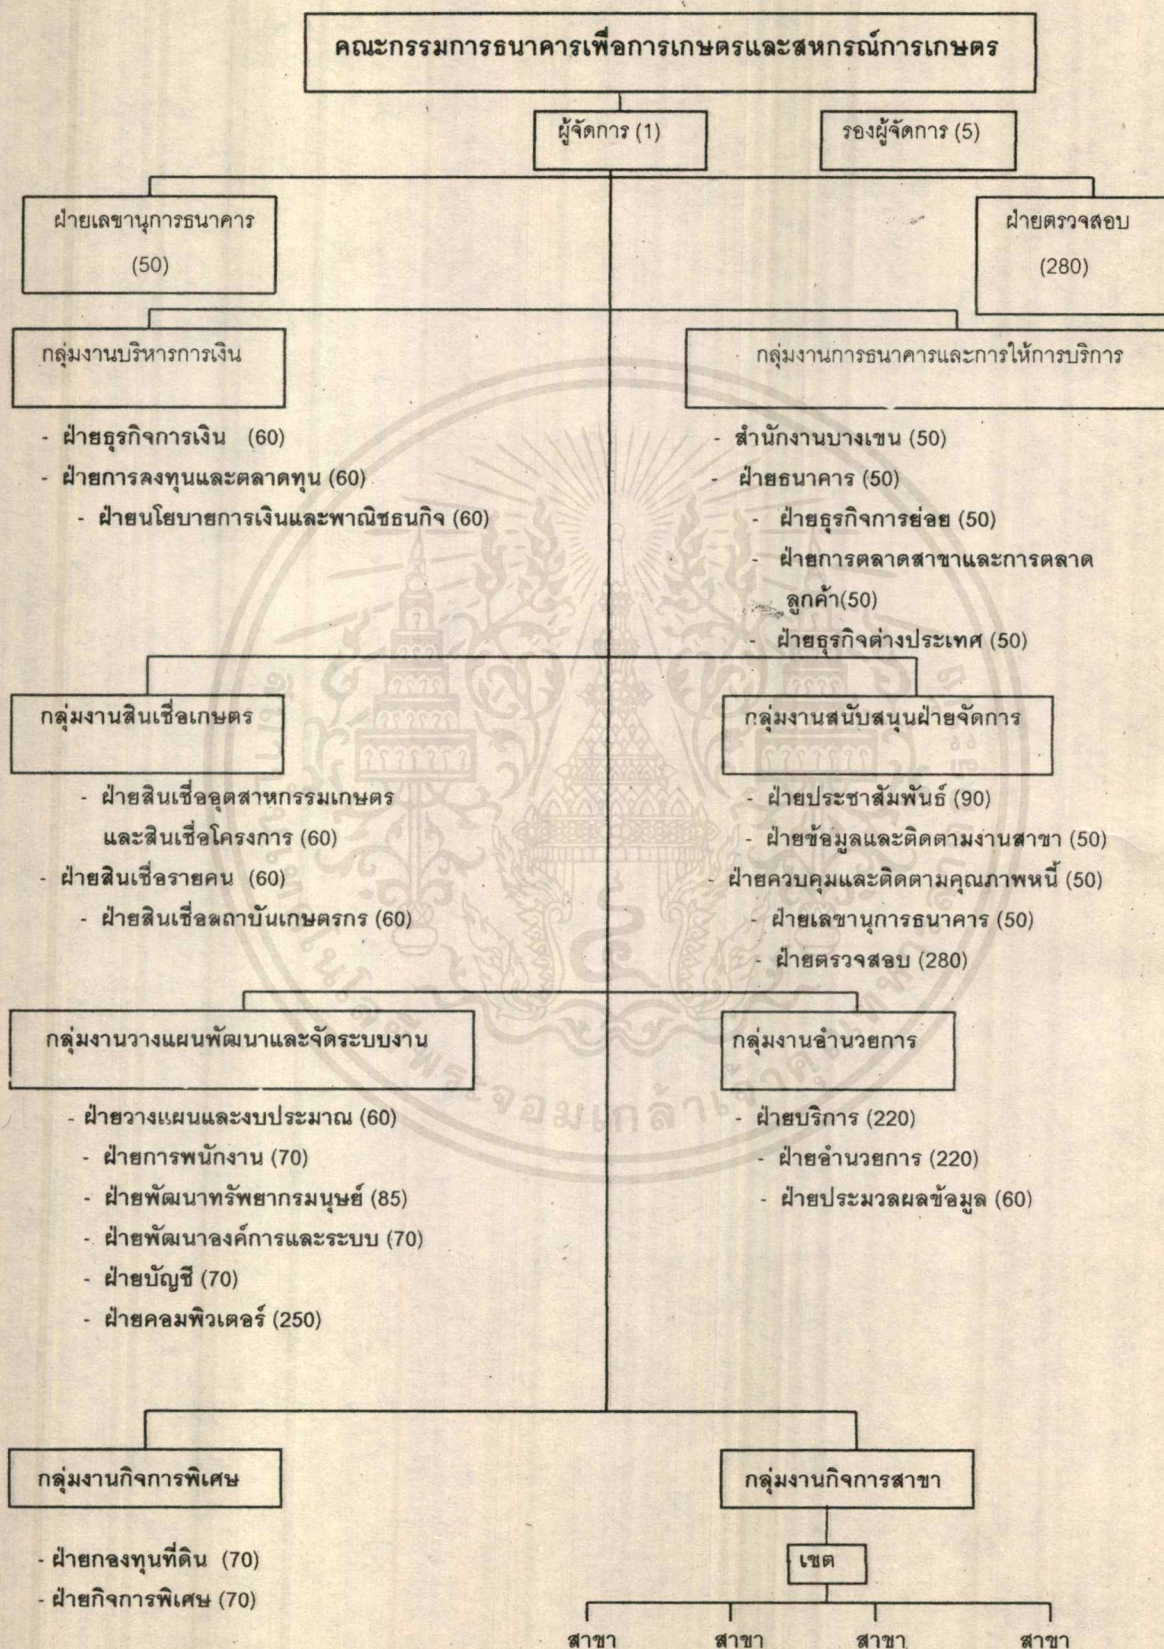 คณะกรรมการธนาคารเพื่อการเกษตรและสหกรณ์การเกษตร
ผู้จัดการ (1)
รองผู้จัดการ (5)
ฝ่ายเลขานุการธนาคาร
(50)
ฝ่ายตรวจสอบ
(280)
กลุ่มงานบริหารการเงิน
- ฝ่ายธุรกิจการเงิน (60)
- ฝ่ายการลงทุนและตลาดทุน (60)
- ฝ่ายนโยบายการเงินและพาณิชธนกิจ (60)
กลุ่มงานการธนาคารและการให้การบริการ
- สำนักงานบางเขน (50)
- ฝ่ายธนาคาร (50)
- ฝ่ายธุรกิจการย่อย (50)
- ฝ่ายการตลาดสาขาและการตลาด
ลูกค้า(50)
- ฝ่ายธุรกิจต่างประเทศ (50)
กลุ่มงานสินเชื่อเกษตร
- ฝ่ายสินเชื่ออุตสาหกรรมเกษตร
และสินเชื่อโครงการ (60)
- ฝ่ายสินเชื่อรายคน (60)
- ฝ่ายสินเชื่อสถาบันเกษตรกร (60)
กลุ่มงานสนับสนุนฝ่ายจัดการ
- ฝ่ายประชาสัมพันธ์ (90)
- ฝ่ายข้อมูลและติดตามงานสาขา (50)
- ฝ่ายควบคุมและติดตามคุณภาพหนี้ (50)
- ฝ่ายเลขานุการธนาคาร (50)
- ฝ่ายตรวจสอบ (280)
กลุ่มงานวางแผนพัฒนาและจัดระบบงาน
- ฝ่ายวางแผนและงบประมาณ (60)
- ฝ่ายการพนักงาน (70)
- ฝ่ายพัฒนาทรัพยากรมนุษย์ (85)
- ฝ่ายพัฒนาองค์การและระบบ (70)
- ฝ่ายบัญชี (70)
- ฝ่ายคอมพิวเตอร์ (250)
กลุ่มงานอำนวยการ
- ฝ่ายบริการ (220)
- ฝ่ายอำนวยการ (220)
- ฝ่ายประมวลผลข้อมูล (60)
กลุ่มงานกิจการพิเศษ
- ฝ่ายกองทุนที่ดิน (70)
- ฝ่ายกิจการพิเศษ (70)
กลุ่มงานกิจการสาขา
เขต
สาขา สาขา สาขา สาขา